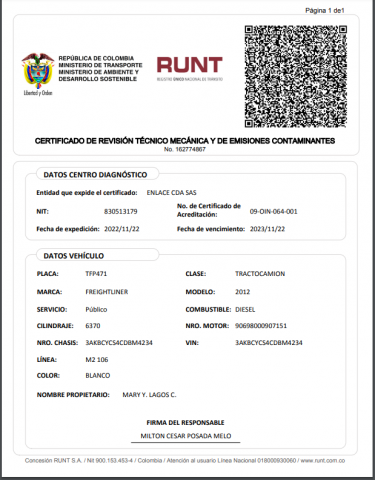 Página 1 de1
REPÚBLICA DE COLOMBIA
MINISTERIO DE TRANSPORTE
MINISTERIO DE AMBIENTE Y
DESARROLLO SOSTENIBLE
Libertad y Orden
RUNT
REGISTRO ÚNICO NACIONAL DE TRÁNSITO
CERTIFICADO DE REVISIÓN TÉCNICO MECÁNICA Y DE EMISIONES CONTAMINANTES
No. 162774867
DATOS CENTRO DIAGNÓSTICO
Entidad que expide el certificado: ENLACE CDA SAS
NIT: 830513179 No. de Certificado de Acreditación: 09-OIN-064-001
Fecha de expedición: 2022/11/22 Fecha de vencimiento: 2023/11/22
DATOS VEHÍCULO
PLACA: TFP471 CLASE: TRACTOCAMION
MARCA: FREIGHTLINER MODELO: 2012
SERVICIO: Público COMBUSTIBLE: DIESEL
CILINDRAJE: 6370 NRO. MOTOR: 90698000907151
NRO. CHASIS: 3AKBCYCS4CDBM4234 VIN: 3AKBCYCS4CDBM4234
LÍNEA: M2 106
COLOR: BLANCO
NOMBRE PROPIETARIO: MARY Y. LAGOS C.
FIRMA DEL RESPONSABLE
MILTON CESAR POSADA MELO
Concesión RUNT S.A. / Nit 900.153.453-4 / Colombia / Atención al usuario Línea Nacional 018000930060 / www.runt.com.co